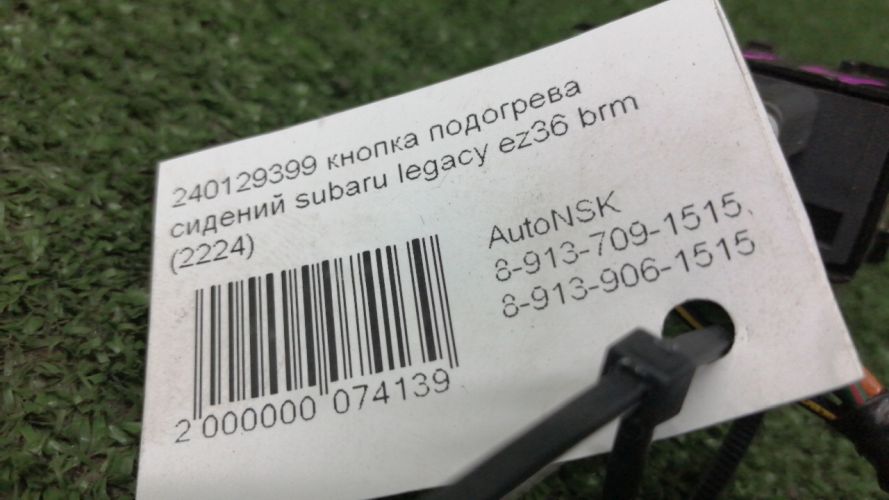 240129399 кнопка подогрева
сидений subaru legacy ez36 brm
(2224)
AutoNSK
8-913-709-1515,
8-913-906-1515
2 000000 074139